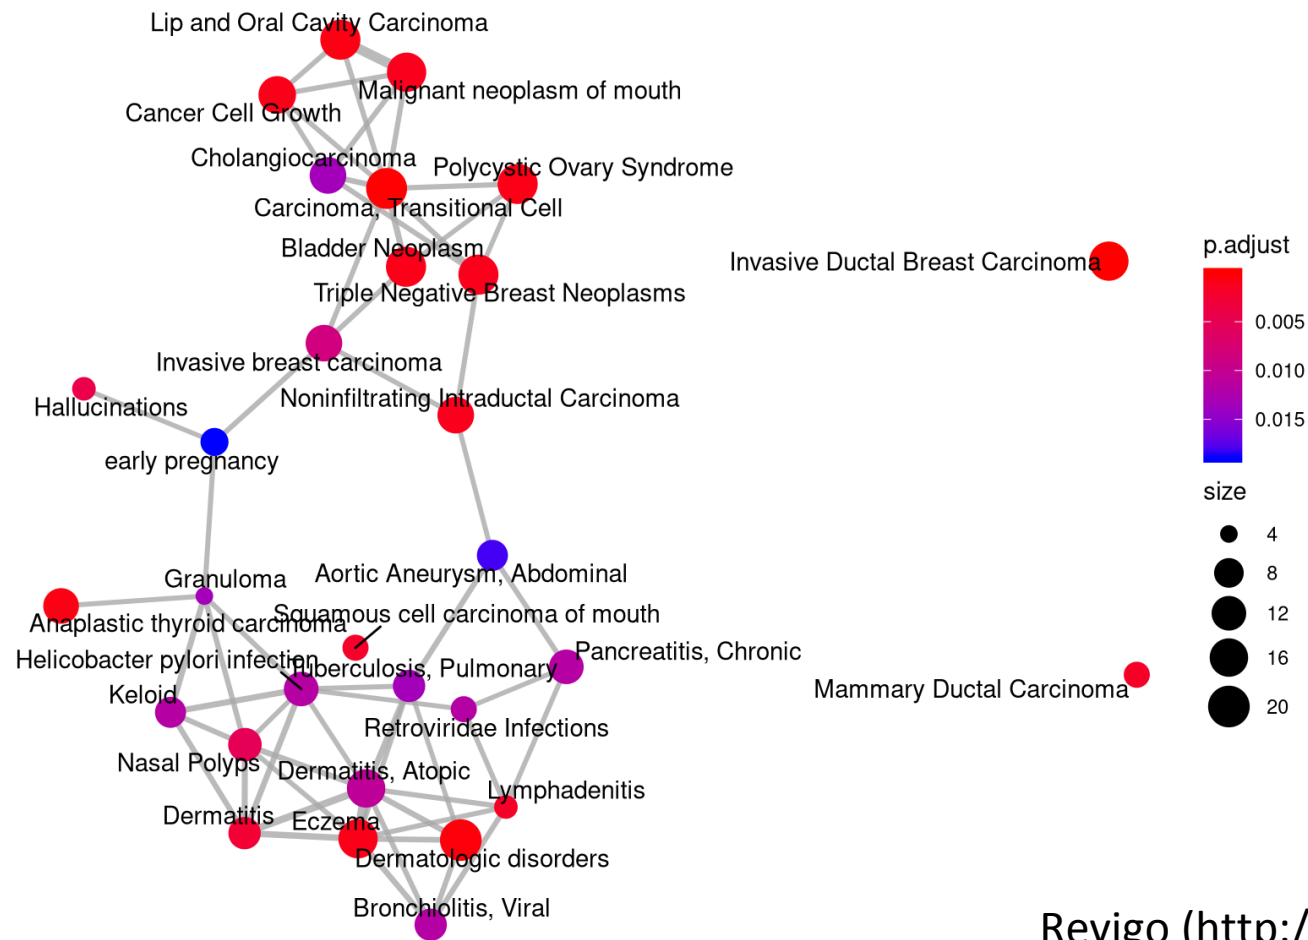 Lip and Oral Cavity Carcinoma
Malignant neoplasm of mouth
Cancer Cell Growth
Cholangiocarcinoma
Polycystic Ovary Syndrome
Carcinoma, Transitional Cell
Bladder Neoplasm
Triple Negative Breast Neoplasms
Invasive breast carcinoma
Noninfiltrating Intraductal Carcinoma
Hallucinations
early pregnancy
Aortic Aneurysm, Abdominal
Granuloma
Squamous cell carcinoma of mouth
Anaplastic thyroid carcinoma
Helicobacter pylori infection
Tuberculosis, Pulmonary
Pancreatitis, Chronic
Keloid
Retroviridae Infections
Nasal Polyps
Dermatitis, Atopic
Lymphadenitis
Dermatitis
Eczema
Dermatologic disorders
Bronchiolitis, Viral
Invasive Ductal Breast Carcinoma
Mammary Ductal Carcinoma
p.adjust
0.005
0.010
0.015
size
4
8
12
16
20
Revigo (http:/